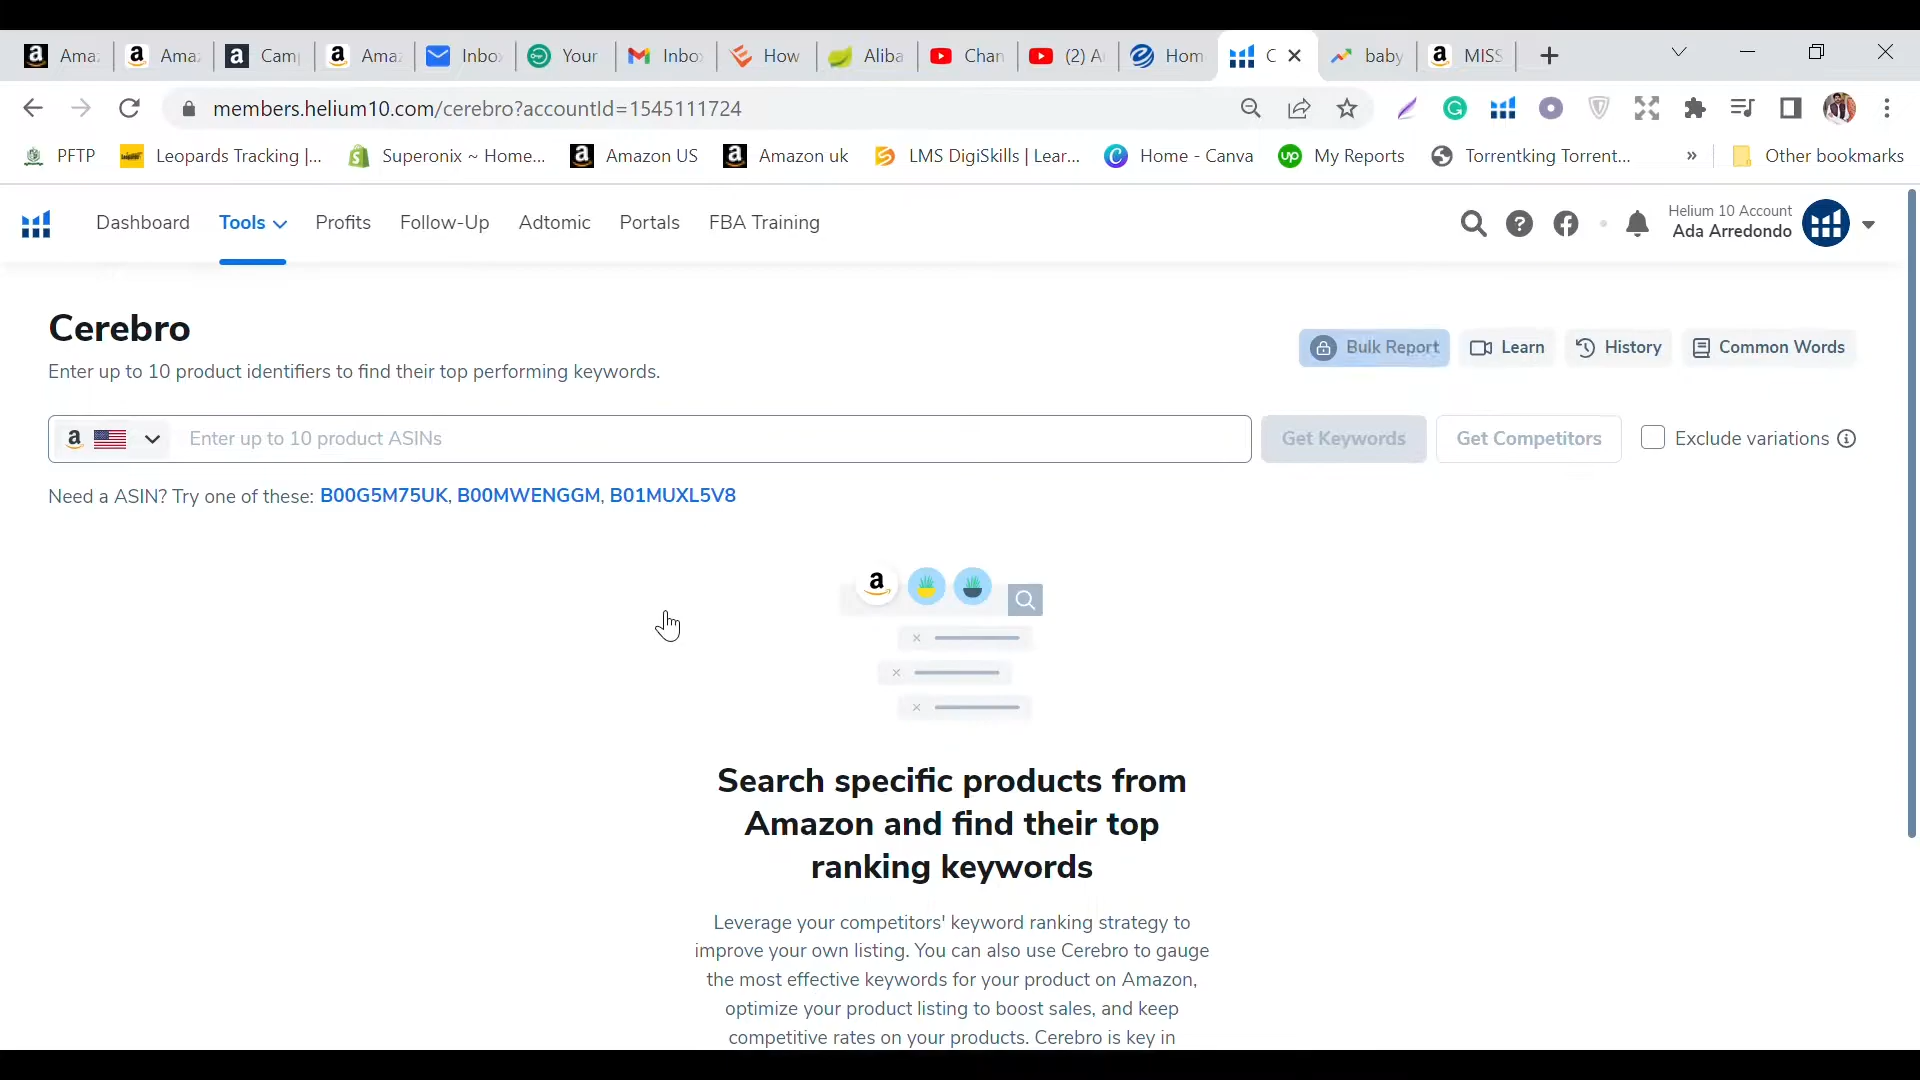 Ama
Ama
Cam
Ama
Inbo
Your
Inbo
How
Aliba
Chan
(2) A
Hom
C
baby
MISS
members.helium10.com/cerebro?accountId=1545111724
PFTP
Leopards Tracking |...
Superonix ~ Home...
Amazon US
Amazon uk
LMS DigiSkills | Lear...
Home - Canva
up
My Reports
Torrentking Torrent...
»
Other bookmarks
Dashboard
Tools
Profits
Follow-Up
Adtomic
Portals
FBA Training
Helium 10 Account
Ada Arredondo
Cerebro
Enter up to 10 product identifiers to find their top performing keywords.
Bulk Report
Learn
History
Common Words
Enter up to 10 product ASINs
Get Keywords
Get Competitors
Exclude variations
Need a ASIN? Try one of these: B00G5M75UK, B00MWENGGM, B01MUXL5V8
Search specific products from
Amazon and find their top
ranking keywords
Leverage your competitors' keyword ranking strategy to
improve your own listing. You can also use Cerebro to gauge
the most effective keywords for your product on Amazon,
optimize your product listing to boost sales, and keep
competitive rates on your products. Cerebro is key in